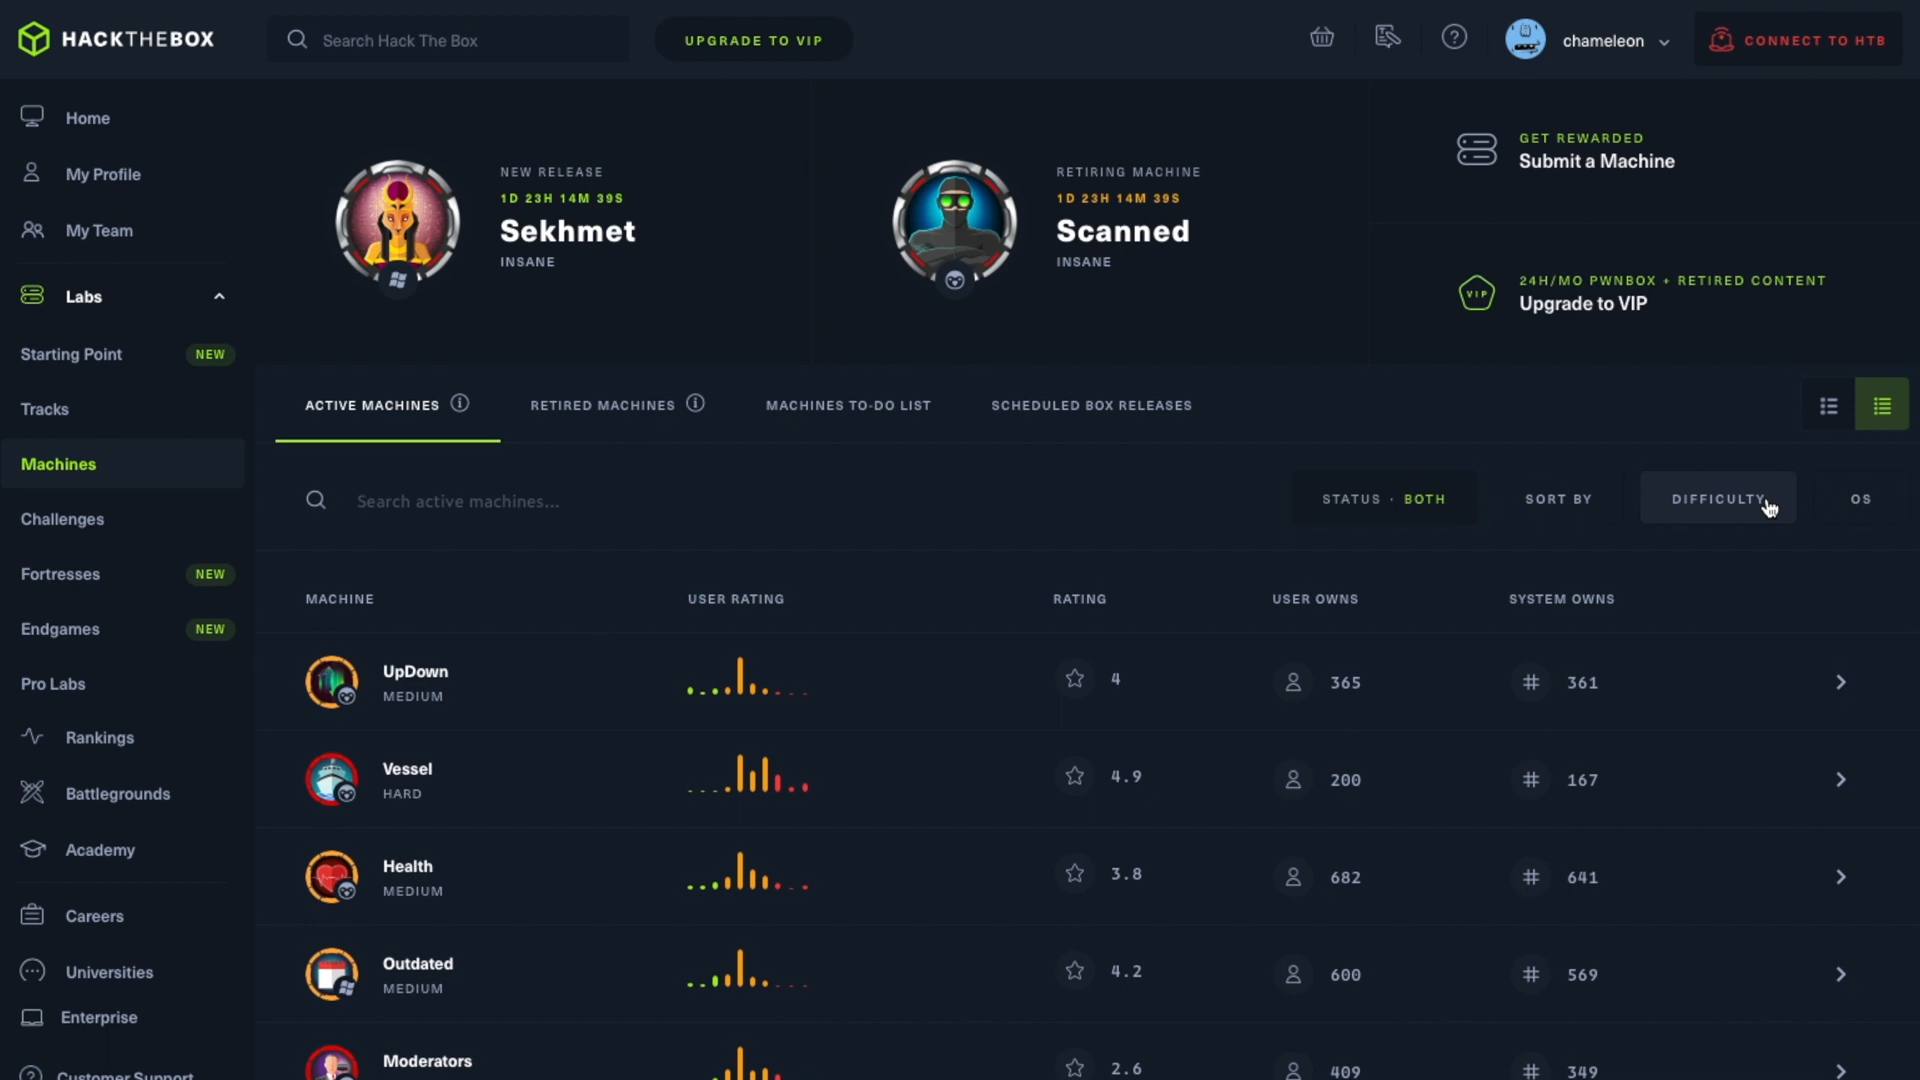 HACKTHEBOX
Search Hack The Box
UPGRADE TO VIP
chameleon
CONNECT TO HTB
Home
My Profile
My Team
Labs
Starting Point NEW
Tracks
Machines
Challenges
Fortresses NEW
Endgames NEW
Pro Labs
Rankings
Battlegrounds
Academy
Careers
Universities
Enterprise
Customer Support
NEW RELEASE
1D 23H 14M 39S
Sekhmet
INSANE
RETIRING MACHINE
1D 23H 14M 39S
Scanned
INSANE
GET REWARDED
Submit a Machine
VIP
24H/MO PWNBOX + RETIRED CONTENT
Upgrade to VIP
ACTIVE MACHINES RETIRED MACHINES MACHINES TO-DO LIST SCHEDULED BOX RELEASES
Search active machines...
STATUS · BOTH SORT BY DIFFICULTY OS
MACHINE USER RATING RATING USER OWNS SYSTEM OWNS
UpDown
MEDIUM
4 365 # 361
Vessel
HARD
4.9 200 # 167
Health
MEDIUM
3.8 682 # 641
Outdated
MEDIUM
4.2 600 # 569
Moderators
2.6 409 # 349